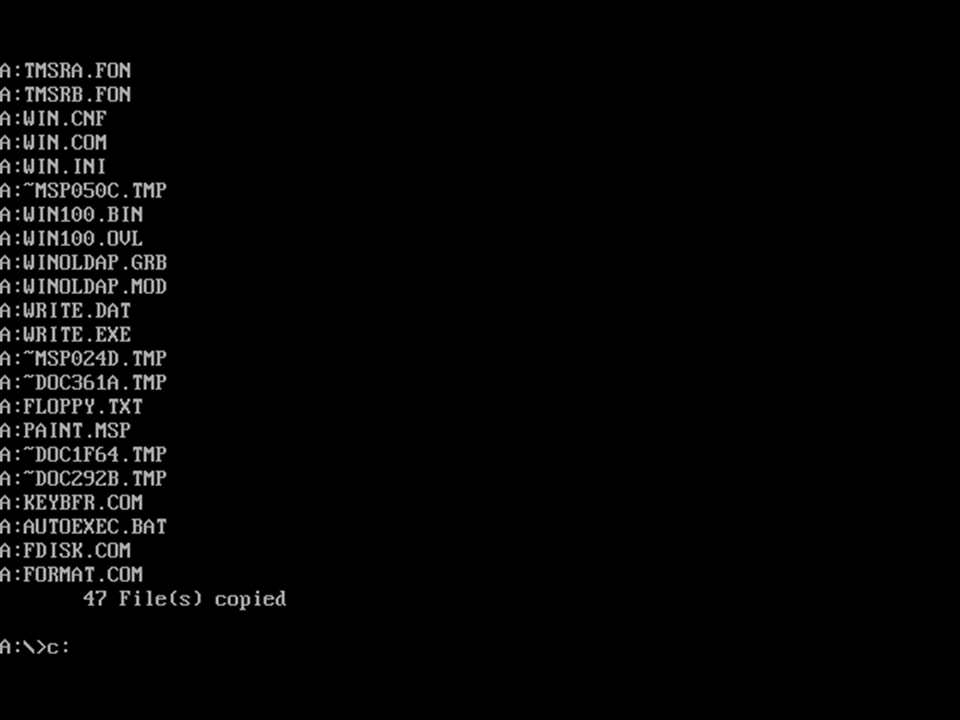 A:TMSRA.FON
A:TMSRB.FON
A:WIN.CNF
A:WIN.COM
A:WIN.INI
A:~MSP050C.TMP
A:WIN100.BIN
A:WIN100.OVL
A:WINOLDAP.GRB
A:WINOLDAP.MOD
A:WRITE.DAT
A:WRITE.EXE
A:~MSP024D.TMP
A:~DOC361A.TMP
A:FLOPPY.TXT
A:PAINT.MSP
A:~DOC1F64.TMP
A:~DOC292B.TMP
A:KEYBFR.COM
A:AUTOEXEC.BAT
A:FDISK.COM
A:FORMAT.COM
47 File(s) copied
A:\>c: